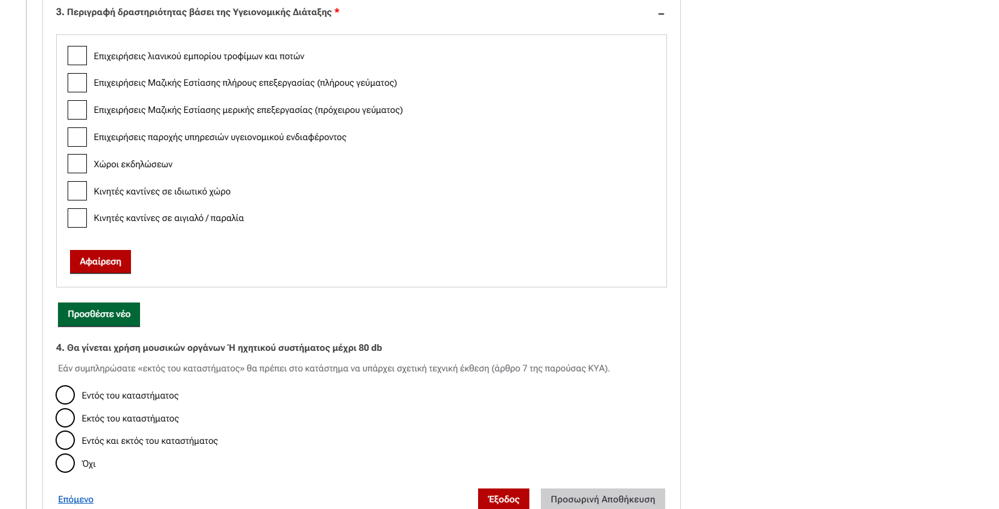 3. Περιγραφή δραστηριότητας βάσει της Υγειονομικής Διάταξης *
Επιχειρήσεις λιανικού εμπορίου τροφίμων και ποτών
Επιχειρήσεις Μαζικής Εστίασης πλήρους επεξεργασίας (πλήρους γεύματος)
Επιχειρήσεις Μαζικής Εστίασης μερικής επεξεργασίας (πρόχειρου γεύματος)
Επιχειρήσεις παροχής υπηρεσιών υγειονομικού ενδιαφέροντος
Χώροι εκδηλώσεων
Κινητές καντίνες σε ιδιωτικό χώρο
Κινητές καντίνες σε αιγιαλό / παραλία
Αφαίρεση
Προσθέστε νέο
4. Θα γίνεται χρήση μουσικών οργάνων Ή ηχητικού συστήματος μέχρι 80 db
Εάν συμπληρώσατε «εκτός του καταστήματος» θα πρέπει στο κατάστημα να υπάρχει σχετική τεχνική έκθεση (άρθρο 7 της παρούσας ΚΥΑ).
Εντός του καταστήματος
Εκτός του καταστήματος
Εντός και εκτός του καταστήματος
Όχι
Επόμενο
Έξοδος
Προσωρινή Αποθήκευση